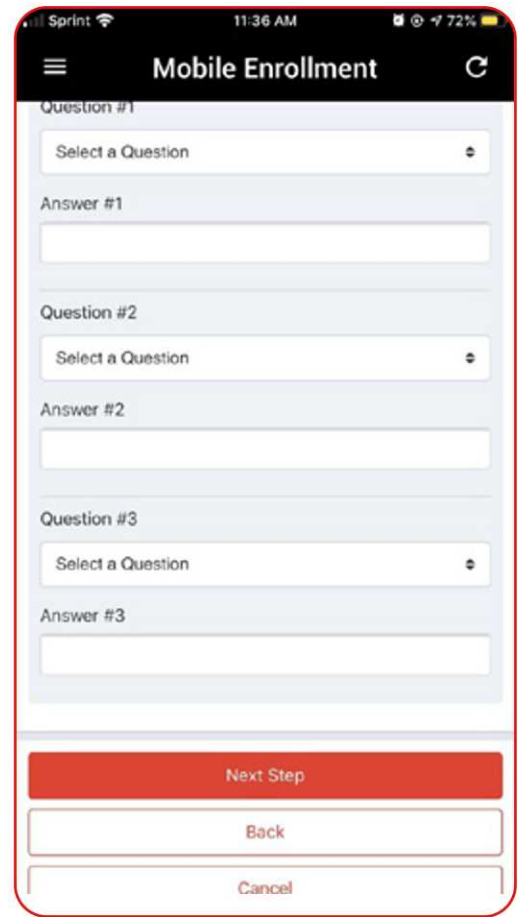 Sprint 11:36 AM 72%
Mobile Enrollment
Question #1
Select a Question
Answer #1
Question #2
Select a Question
Answer #2
Question #3
Select a Question
Answer #3
Next Step
Back
Cancel